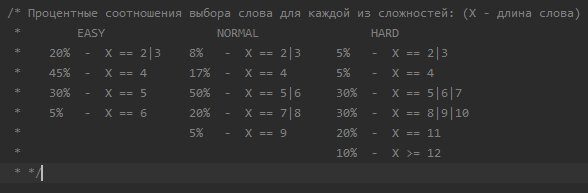 /* Процентные соотношения выбора слова для каждой из сложностей: (X - длина слова)
 *        EASY                NORMAL                HARD
 *    20%  -  X == 2|3    8%   -  X == 2|3     5%   -  X == 2|3
 *    45%  -  X == 4      17%  -  X == 4       5%   -  X == 4
 *    30%  -  X == 5      50%  -  X == 5|6     30%  -  X == 5|6|7
 *    5%   -  X == 6      20%  -  X == 7|8     30%  -  X == 8|9|10
 *                        5%   -  X == 9       20%  -  X == 11
 *                                             10%  -  X >= 12
 * */